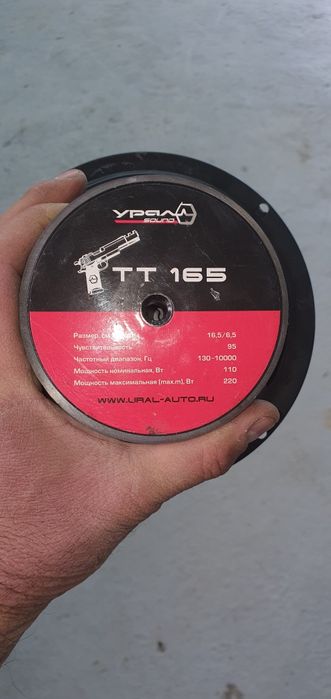 УРАЛ
SOUND
ТТ 165
Размер, см 16,5/6,5
Чувствительность 95
Частотный диапазон, Гц 130-10000
Мощность номинальная, Вт 110
Мощность максимальная (max.m), Вт 220
WWW.URAL-AUTO.RU